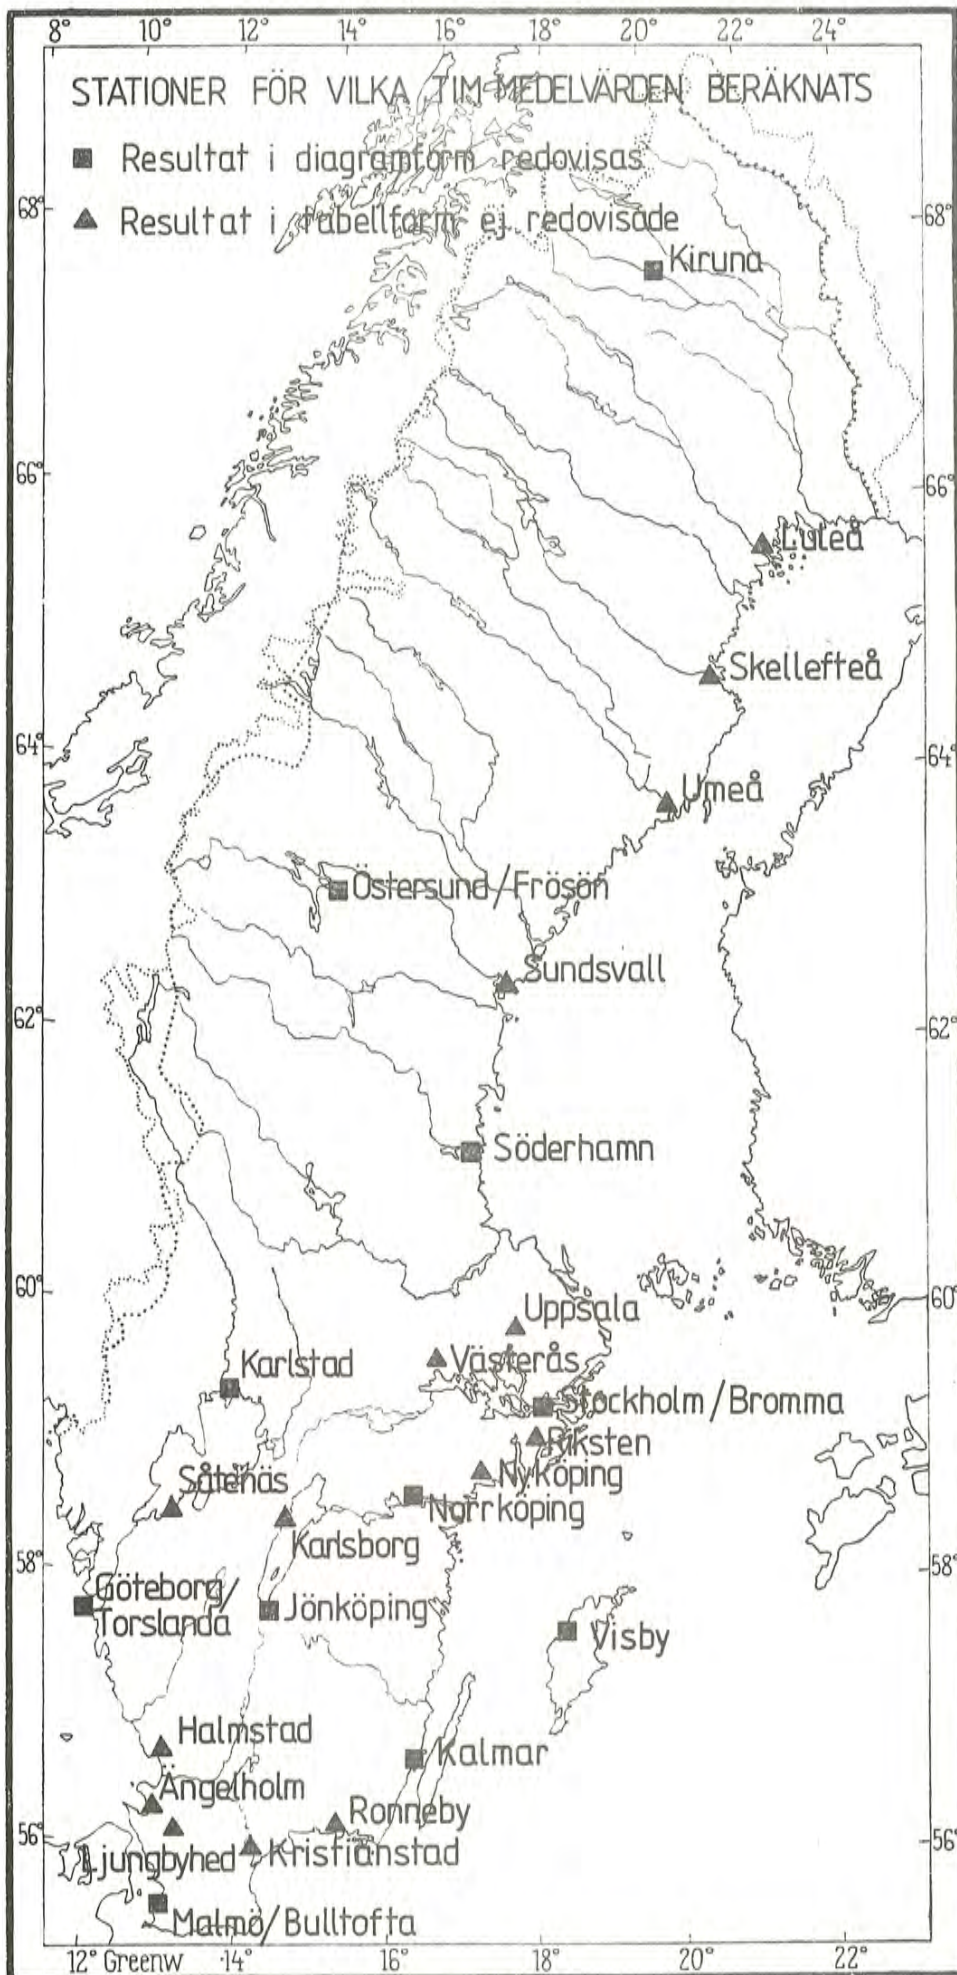 8° 10° 12° 14° 16° 18° 20° 22° 24°
STATIONER FÖR VILKA TIM-MEDELVÄRDEN BERÄKNATS
■ Resultat i diagramform redovisas
▲ Resultat i tabellform ej redovisade
68° 68°
Kiruna
66° 66°
Luleå
Skellefteå
64° 64°
Umeå
Östersund/Frösön
Sundsvall
62° 62°
Söderhamn
60° 60°
Uppsala
Karlstad
Västerås
Stockholm/Bromma
Riksten
Såtenäs
Nyköping
Norrköping
Karlsborg
58° 58°
Göteborg/
Torslanda
Jönköping
Visby
Halmstad
Kalmar
Ängelholm
Ronneby
56° 56°
Ljungbyhed
Kristianstad
Malmö/Bulltofta
12° Greenw 14° 16° 18° 20° 22°